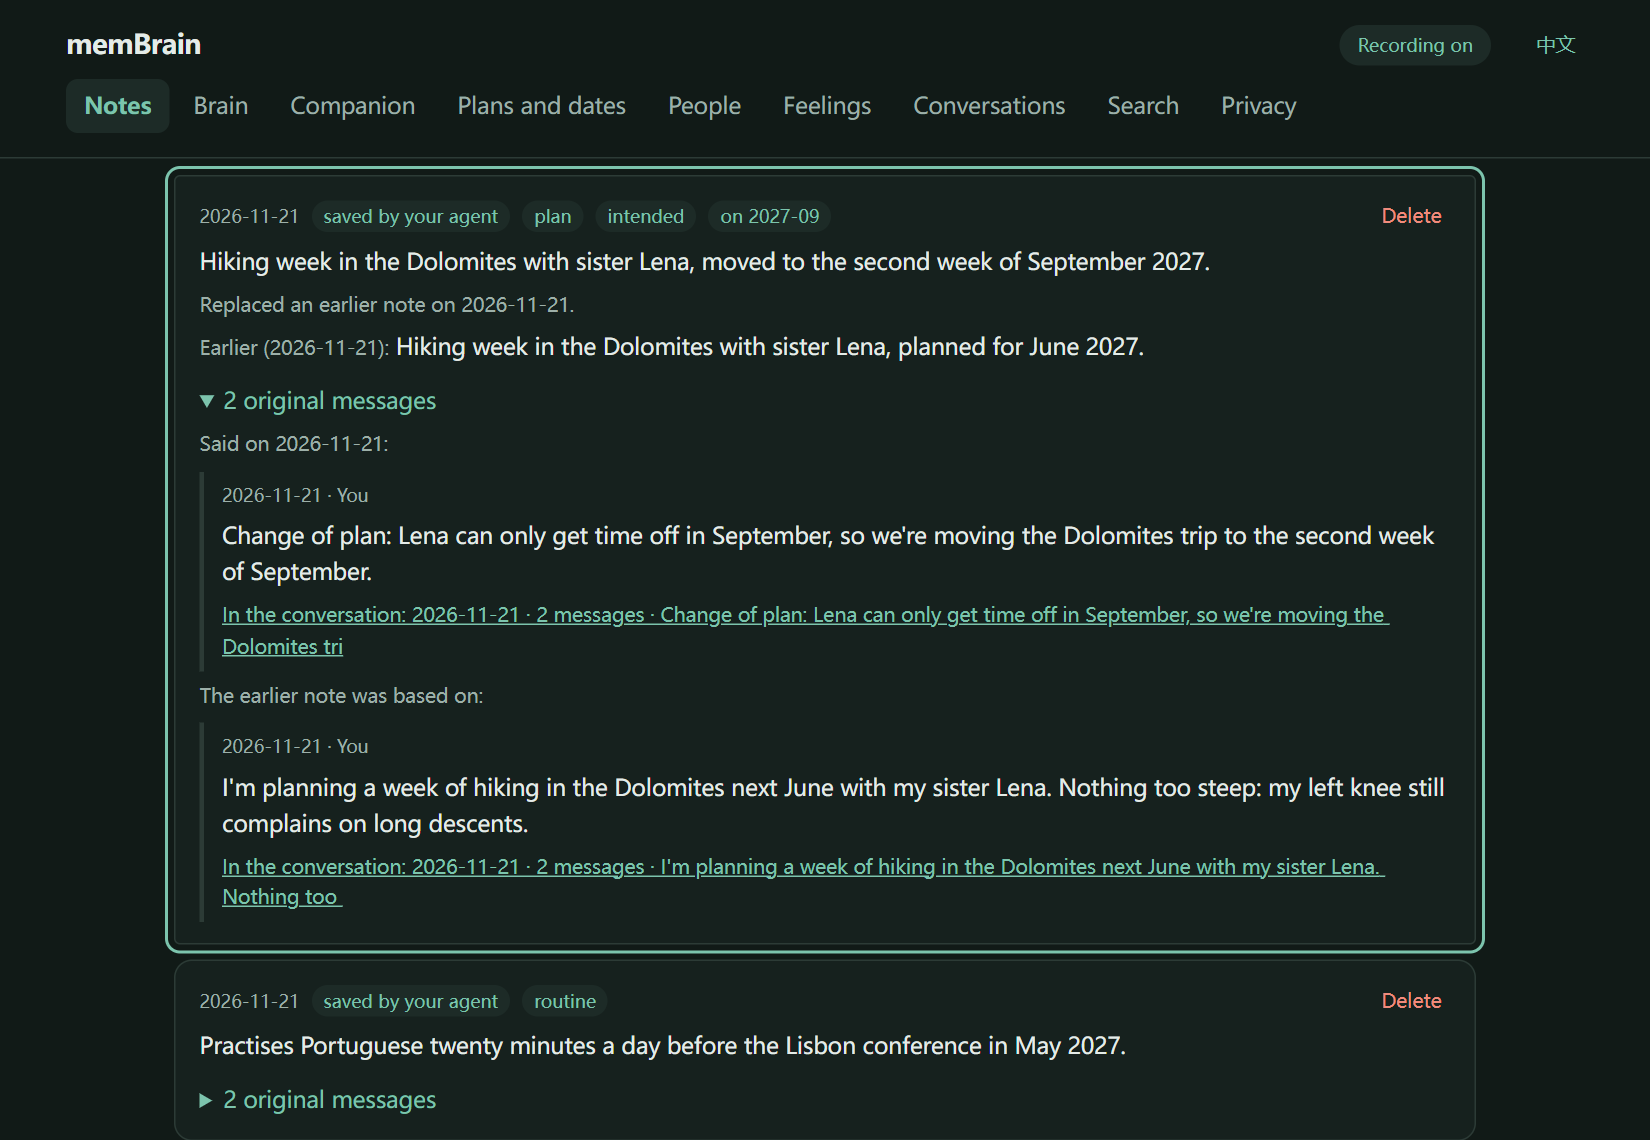 memBrain
Recording on
中文
Notes
Brain
Companion
Plans and dates
People
Feelings
Conversations
Search
Privacy
2026-11-21 saved by your agent plan intended on 2027-09 Delete
Hiking week in the Dolomites with sister Lena, moved to the second week of September 2027.
Replaced an earlier note on 2026-11-21.
Earlier (2026-11-21): Hiking week in the Dolomites with sister Lena, planned for June 2027.
▼ 2 original messages
Said on 2026-11-21:
2026-11-21 · You
Change of plan: Lena can only get time off in September, so we're moving the Dolomites trip to the second week
of September.
In the conversation: 2026-11-21 · 2 messages · Change of plan: Lena can only get time off in September, so we're moving the
Dolomites tri
The earlier note was based on:
2026-11-21 · You
I'm planning a week of hiking in the Dolomites next June with my sister Lena. Nothing too steep: my left knee still
complains on long descents.
In the conversation: 2026-11-21 · 2 messages · I'm planning a week of hiking in the Dolomites next June with my sister Lena.
Nothing too
2026-11-21 saved by your agent routine Delete
Practises Portuguese twenty minutes a day before the Lisbon conference in May 2027.
▶ 2 original messages